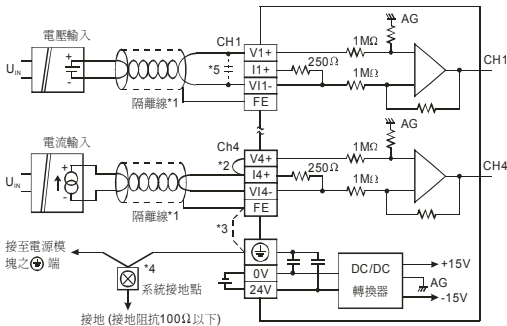 電壓輸入
CH1
AG
UIN
+
-
*5
隔離線*1
V1+
I1+
VI1-
FE
250Ω
1MΩ
1MΩ
CH1
電流輸入
Ch4
AG
UIN
+
-
*2
隔離線*1
V4+
I4+
VI4-
FE
250Ω
1MΩ
1MΩ
CH4
*3
接至電源模
塊之 端
*4
系統接地點
接地 (接地阻抗100Ω以下)
0V
24V
DC/DC
轉換器
+15V
AG
-15V